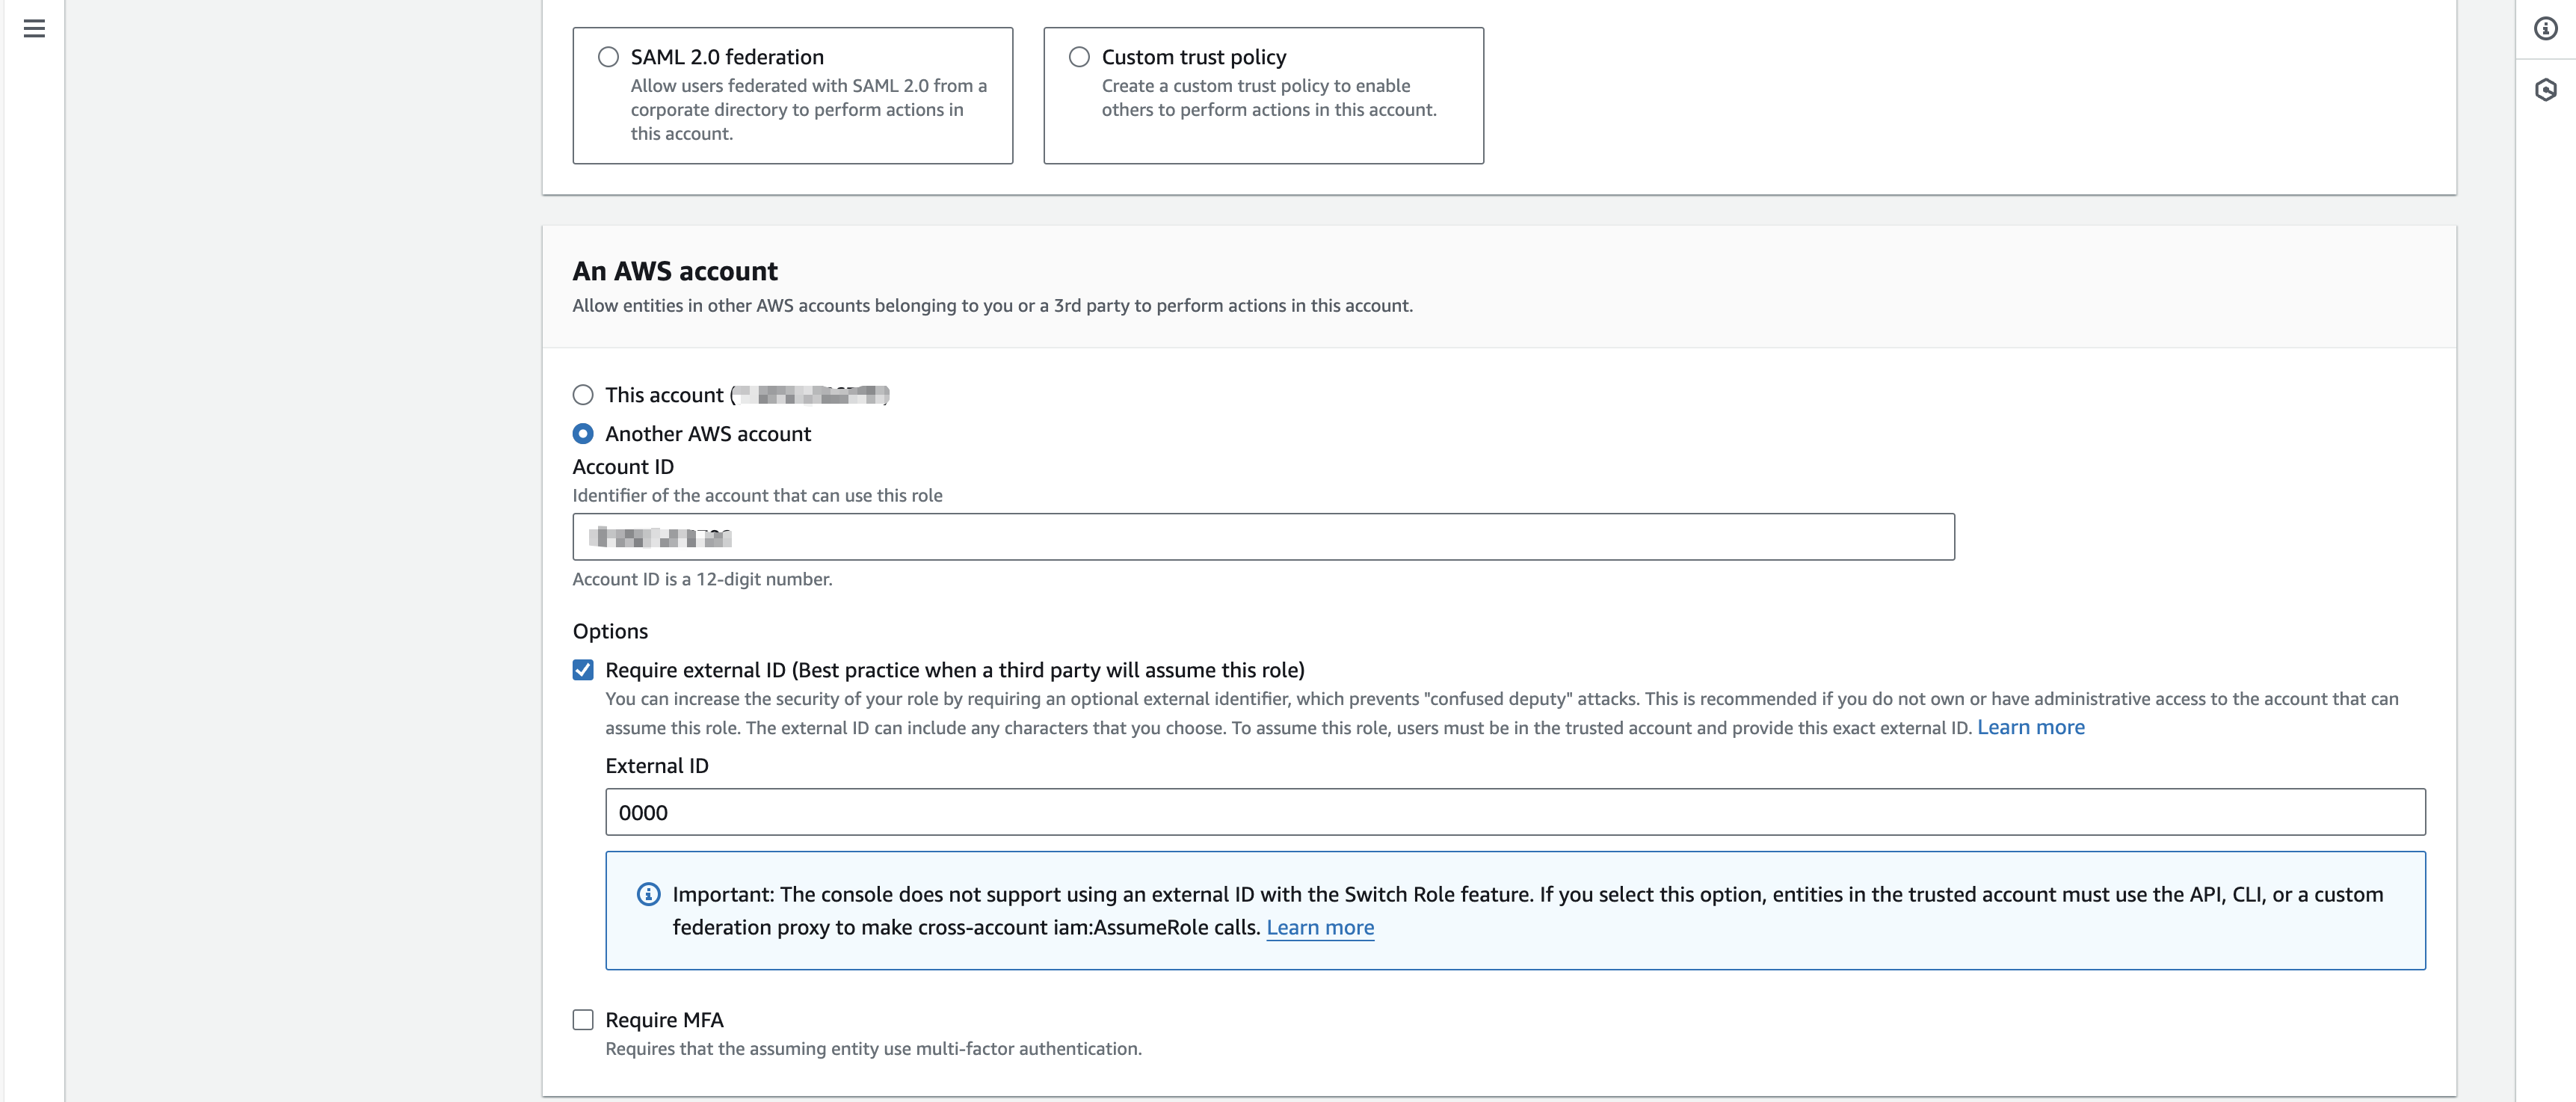 SAML 2.0 federation
Allow users federated with SAML 2.0 from a
corporate directory to perform actions in
this account.
Custom trust policy
Create a custom trust policy to enable
others to perform actions in this account.
An AWS account
Allow entities in other AWS accounts belonging to you or a 3rd party to perform actions in this account.
This account (
Another AWS account
Account ID
Identifier of the account that can use this role
Account ID is a 12-digit number.
Options
Require external ID (Best practice when a third party will assume this role)
You can increase the security of your role by requiring an optional external identifier, which prevents "confused deputy" attacks. This is recommended if you do not own or have administrative access to the account that can
assume this role. The external ID can include any characters that you choose. To assume this role, users must be in the trusted account and provide this exact external ID. Learn more
External ID
0000
Important: The console does not support using an external ID with the Switch Role feature. If you select this option, entities in the trusted account must use the API, CLI, or a custom
federation proxy to make cross-account iam:AssumeRole calls. Learn more
Require MFA
Requires that the assuming entity use multi-factor authentication.